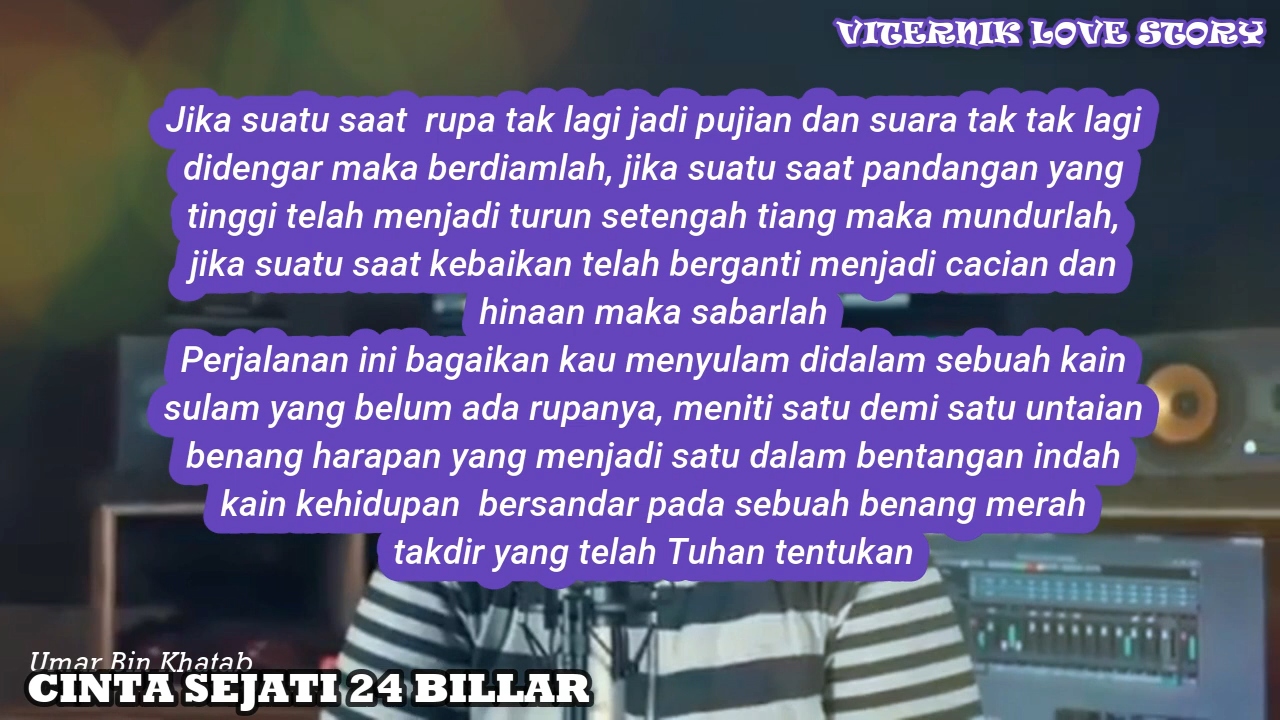 VITERNIK LOVE STORY
Jika suatu saat  rupa tak lagi jadi pujian dan suara tak tak lagi
didengar maka berdiamlah, jika suatu saat pandangan yang
tinggi telah menjadi turun setengah tiang maka mundurlah,
jika suatu saat kebaikan telah berganti menjadi cacian dan
hinaan maka sabarlah
Perjalanan ini bagaikan kau menyulam didalam sebuah kain
sulam yang belum ada rupanya, meniti satu demi satu untaian
benang harapan yang menjadi satu dalam bentangan indah
kain kehidupan  bersandar pada sebuah benang merah
takdir yang telah Tuhan tentukan
Umar Bin Khatab
CINTA SEJATI 24 BILLAR